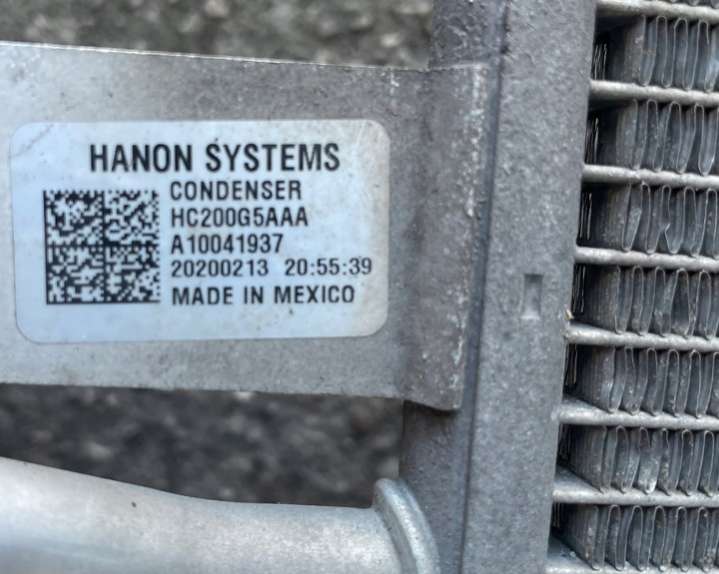 HANON SYSTEMS
CONDENSER
HC200G5AAA
A10041937
20200213 20:55:39
MADE IN MEXICO